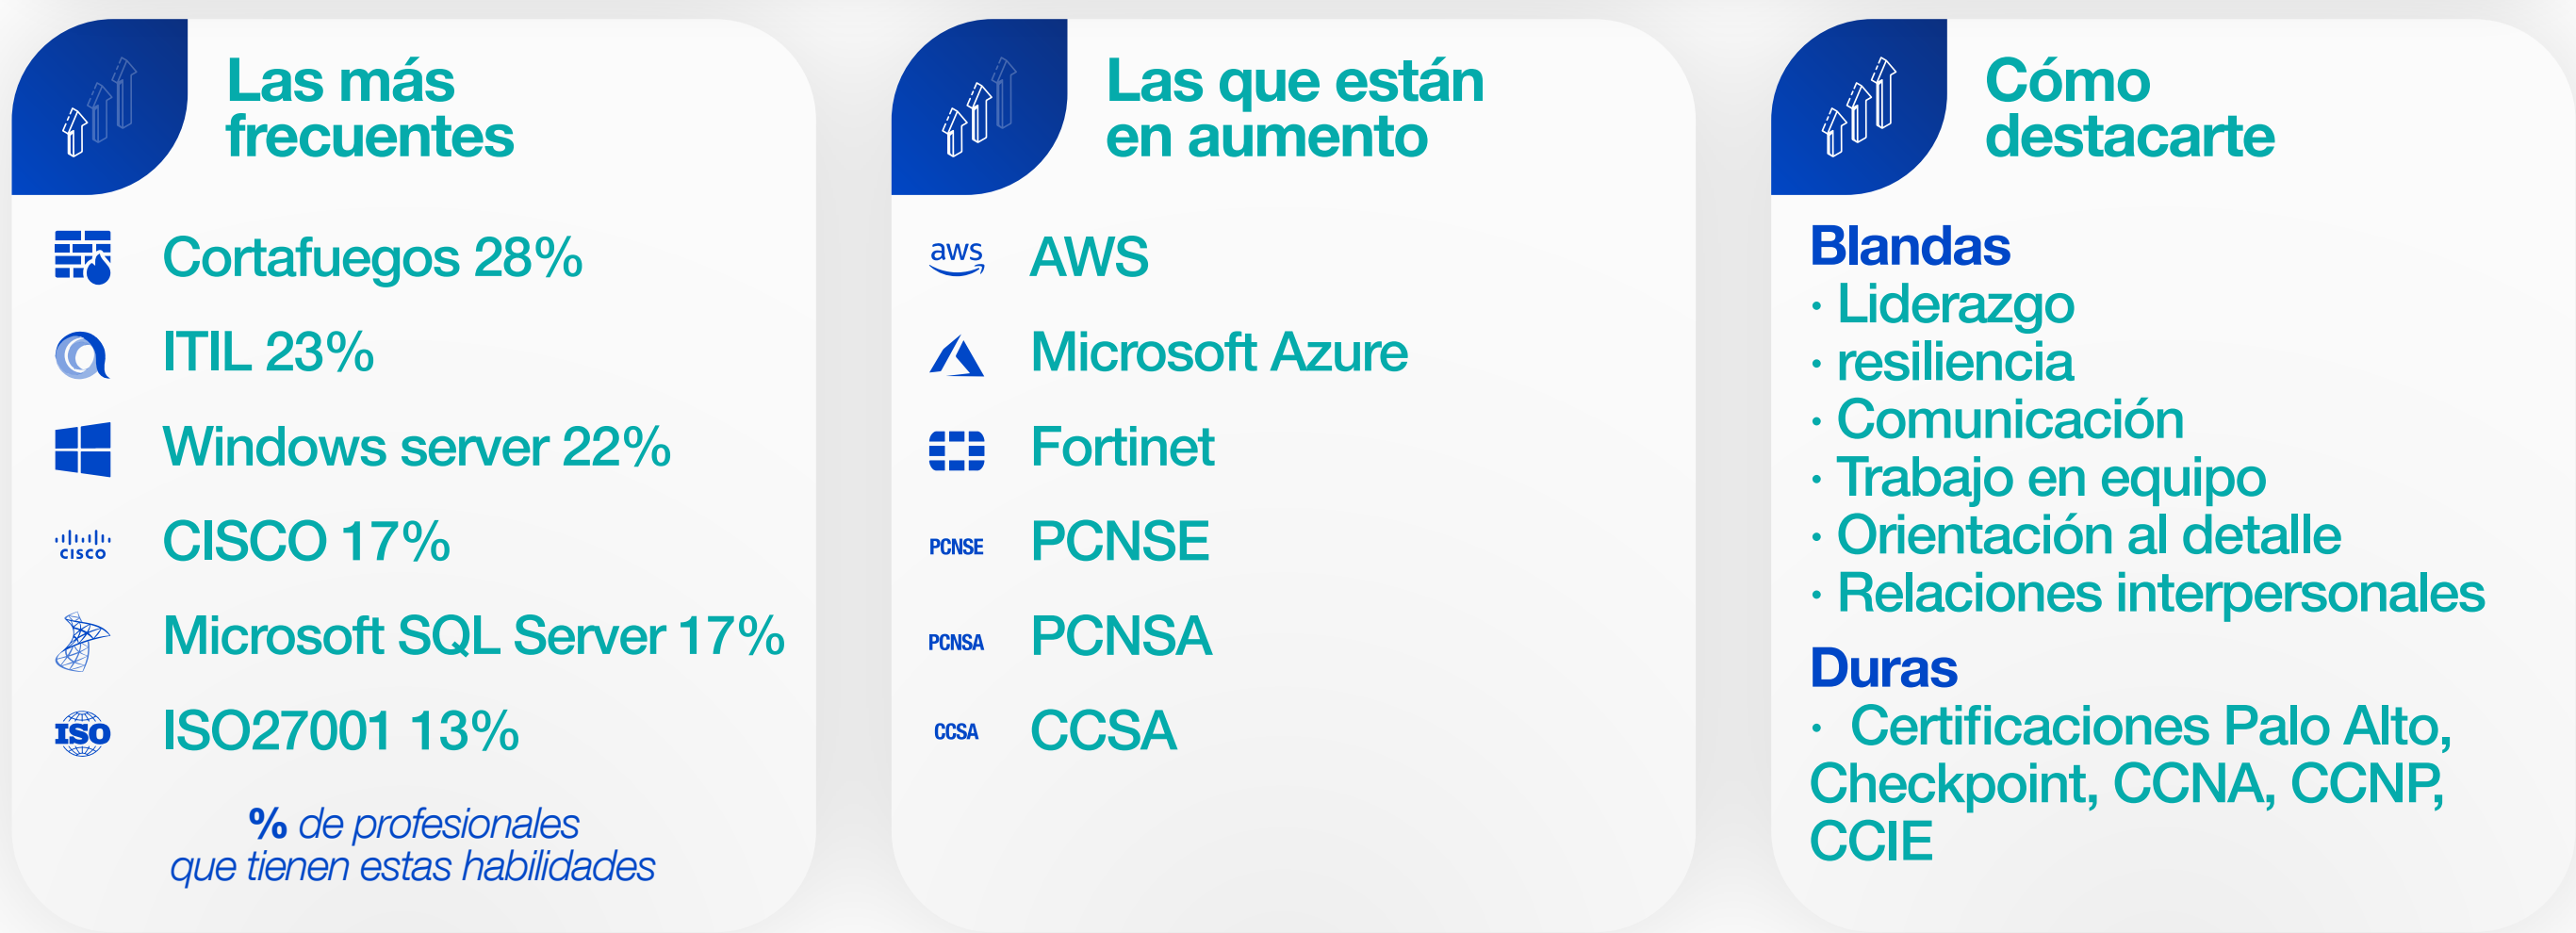 Las más
frecuentes
Cortafuegos 28%
ITIL 23%
Windows server 22%
CISCO CISCO 17%
Microsoft SQL Server 17%
ISO ISO27001 13%
% de profesionales
que tienen estas habilidades
Las que están
en aumento
aws AWS
Microsoft Azure
Fortinet
PCNSE PCNSE
PCNSA PCNSA
CCSA CCSA
Cómo
destacarte
Blandas
· Liderazgo
· resiliencia
· Comunicación
· Trabajo en equipo
· Orientación al detalle
· Relaciones interpersonales
Duras
· Certificaciones Palo Alto,
Checkpoint, CCNA, CCNP,
CCIE